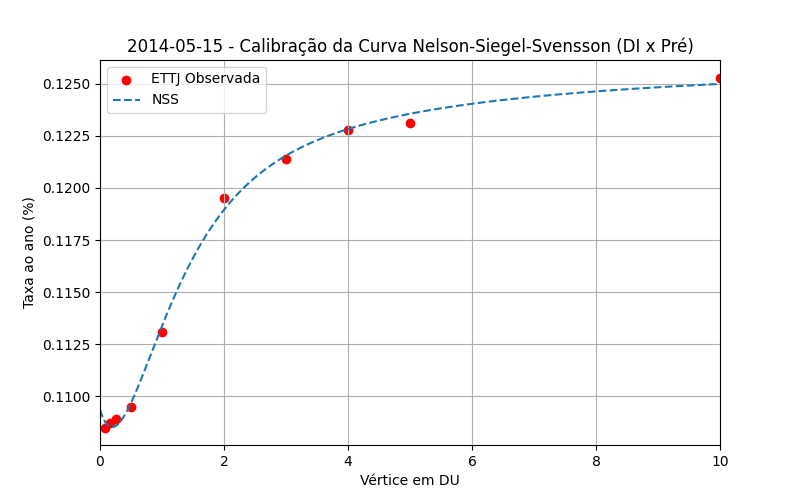 2014-05-15 - Calibração da Curva Nelson-Siegel-Svensson (DI x Pré)
ETTJ Observada
NSS
Taxa ao ano (%)
0.1250
0.1225
0.1200
0.1175
0.1150
0.1125
0.1100
0 2 4 6 8 10
Vértice em DU